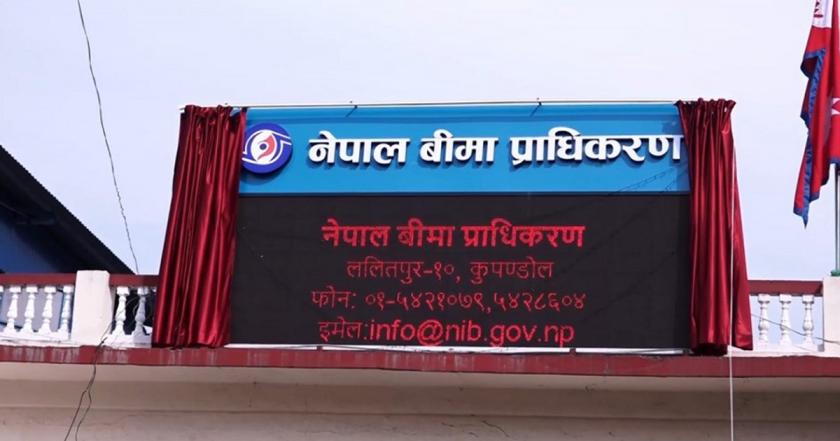 नेपाल बीमा प्राधिकरण
नेपाल बीमा प्राधिकरण
ललितपुर-१०, कुपण्डोल
फोन: ०१-५४२१०७९,५४२८६०४
इमेल:info@nib.gov.np